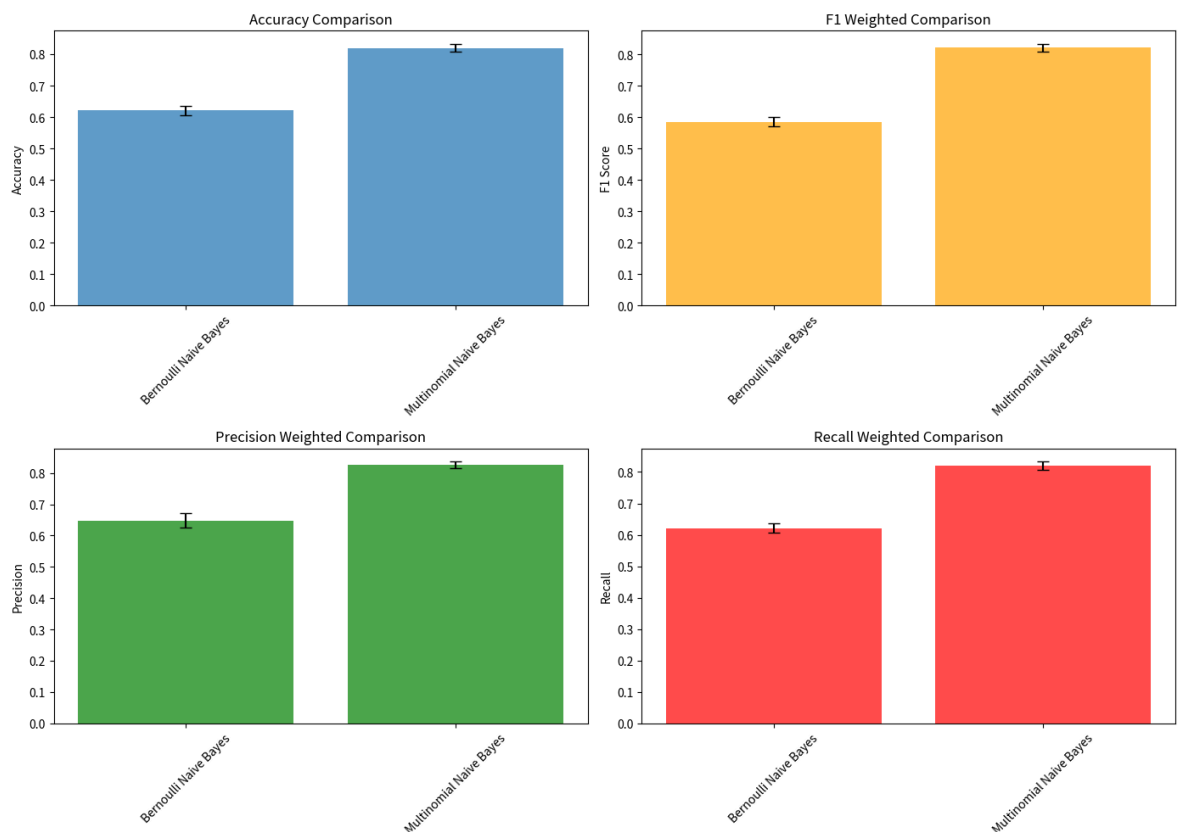 Accuracy Comparison
Accuracy
0.8
0.7
0.6
0.5
0.4
0.3
0.2
0.1
0.0
Bernoulli Naive Bayes
Multinomial Naive Bayes
F1 Weighted Comparison
F1 Score
0.8
0.7
0.6
0.5
0.4
0.3
0.2
0.1
0.0
Bernoulli Naive Bayes
Multinomial Naive Bayes
Precision Weighted Comparison
Precision
0.8
0.7
0.6
0.5
0.4
0.3
0.2
0.1
0.0
Bernoulli Naive Bayes
Multinomial Naive Bayes
Recall Weighted Comparison
Recall
0.8
0.7
0.6
0.5
0.4
0.3
0.2
0.1
0.0
Bernoulli Naive Bayes
Multinomial Naive Bayes